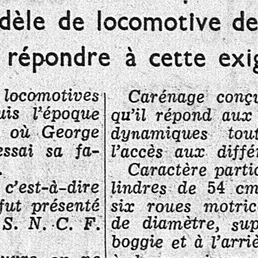 dèle de locomotive de
répondre à cette exig
locomotives
uis l'époque
où George
essai sa fa-
c'est-à-dire
fut présenté
S. N. C. F.
Carénage conçu
qu'il répond aux
dynamiques tout
l'accès aux différ
Caractère partic
lindres de 54 cm
six roues motric
de diamètre, sup
boggie et à l'arriè